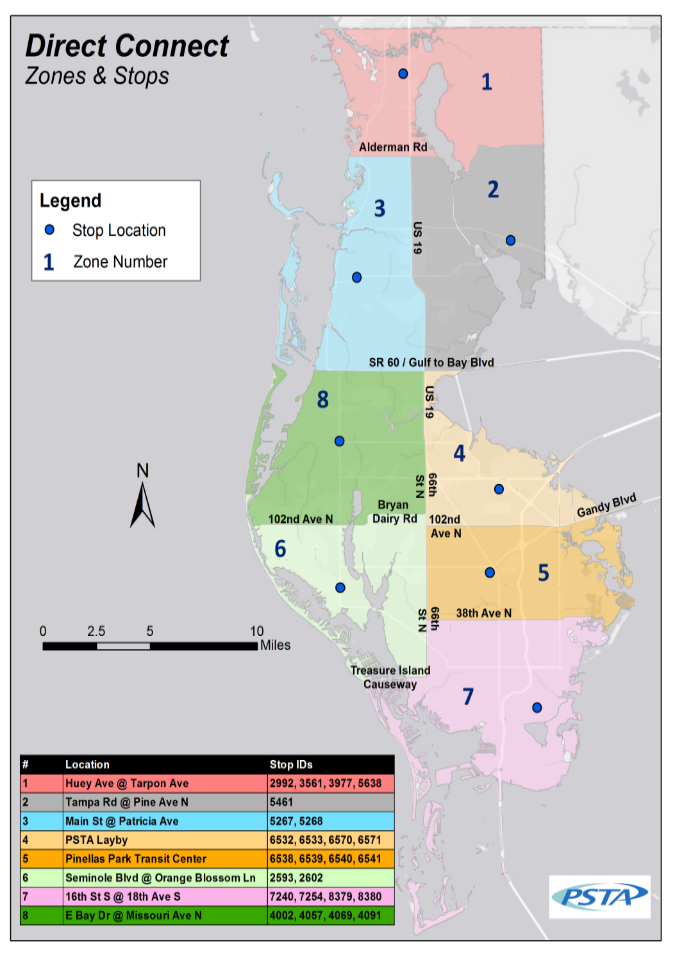 Direct Connect
Zones & Stops
1
Alderman Rd
2
3
US 19
Legend
Stop Location
1 Zone Number
SR 60 / Gulf to Bay Blvd
8
US 19
4
66th
St N
N
Bryan
Dairy Rd
102nd Ave N
102nd
Ave N
Gandy Blvd
6
5
66th
St N
38th Ave N
0 2.5 5 10
Miles
Treasure Island
Causeway
7
# Location Stop IDs
1 Huey Ave @ Tarpon Ave 2992, 3561, 3977, 5638
2 Tampa Rd @ Pine Ave N 5461
3 Main St @ Patricia Ave 5267, 5268
4 PSTA Layby 6532, 6533, 6570, 6571
5 Pinellas Park Transit Center 6538, 6539, 6540, 6541
6 Seminole Blvd @ Orange Blossom Ln 2593, 2602
7 16th St S @ 18th Ave S 7240, 7254, 8379, 8380
8 E Bay Dr @ Missouri Ave N 4002, 4057, 4069, 4091
PSTA